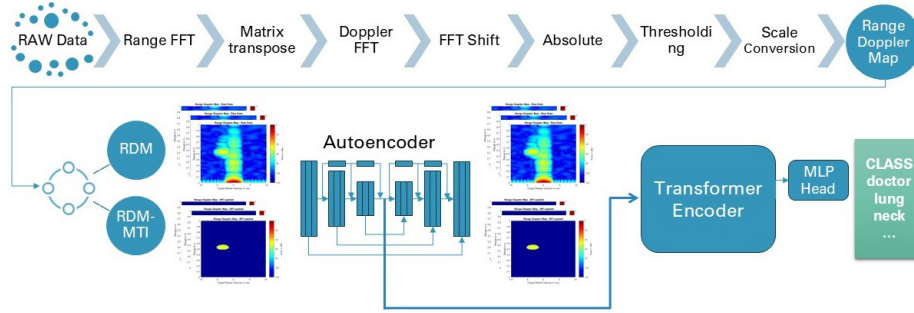 RAW Data
Range FFT
Matrix
transpose
Doppler
FFT
FFT Shift
Absolute
Thresholdi
ng
Scale
Conversion
Range
Doppler
Map
RDM
RDM-
MTI
Autoencoder
Transformer
Encoder
MLP
Head
CLASS
doctor
lung
neck
...